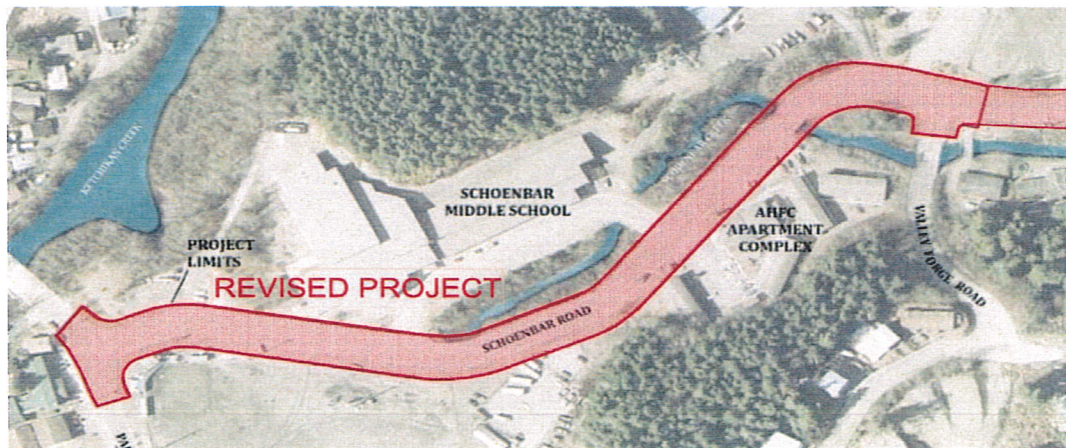 KETCHIKAN CREEK
SCHOENBAR
MIDDLE SCHOOL
AHFC
APARTMENT
COMPLEX
VALLEY FORGE ROAD
PROJECT
LIMITS
REVISED PROJECT
SCHOENBAR ROAD